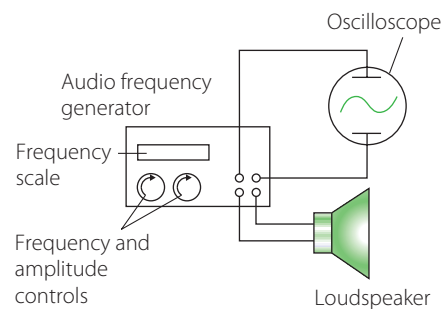 Oscilloscope
Audio frequency
generator
Frequency
scale
Frequency and
amplitude
controls
Loudspeaker